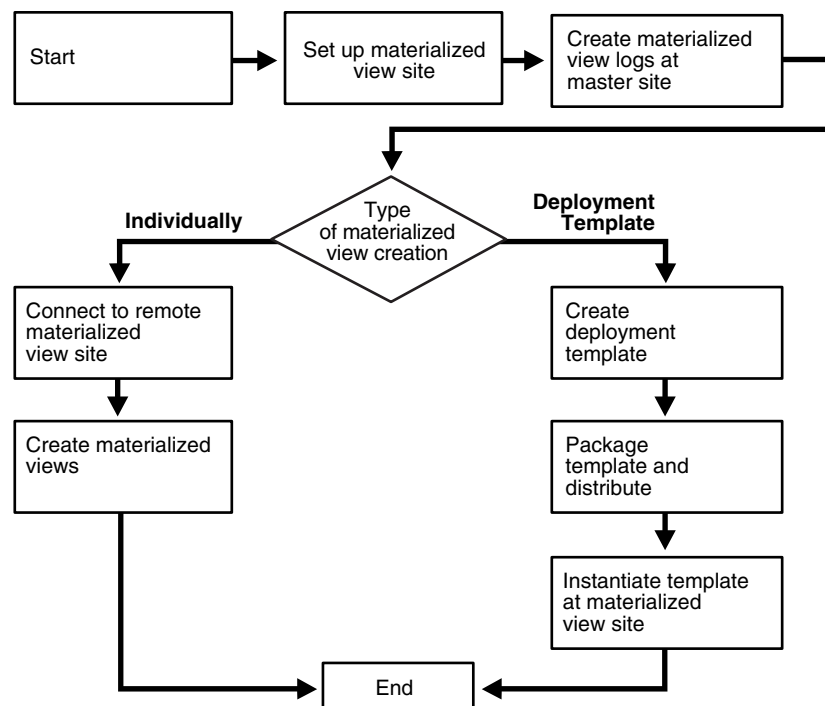 Start
Set up materialized
view site
Create materialized
view logs at
master site
Type
of materialized
view creation
Individually
Deployment
Template
Connect to remote
materialized
view site
Create materialized
views
Create
deployment
template
Package
template and
distribute
Instantiate template
at materialized
view site
End